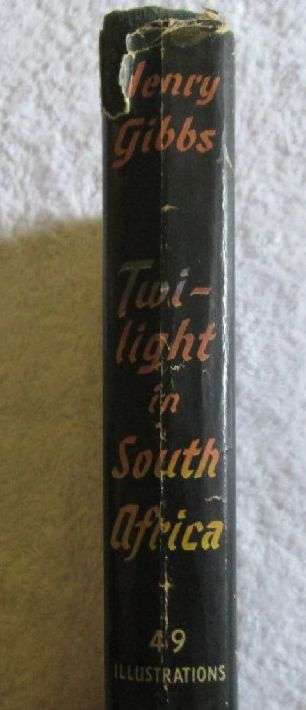 Henry
Gibbs
Twi-
light
in
South
Africa
49
ILLUSTRATIONS